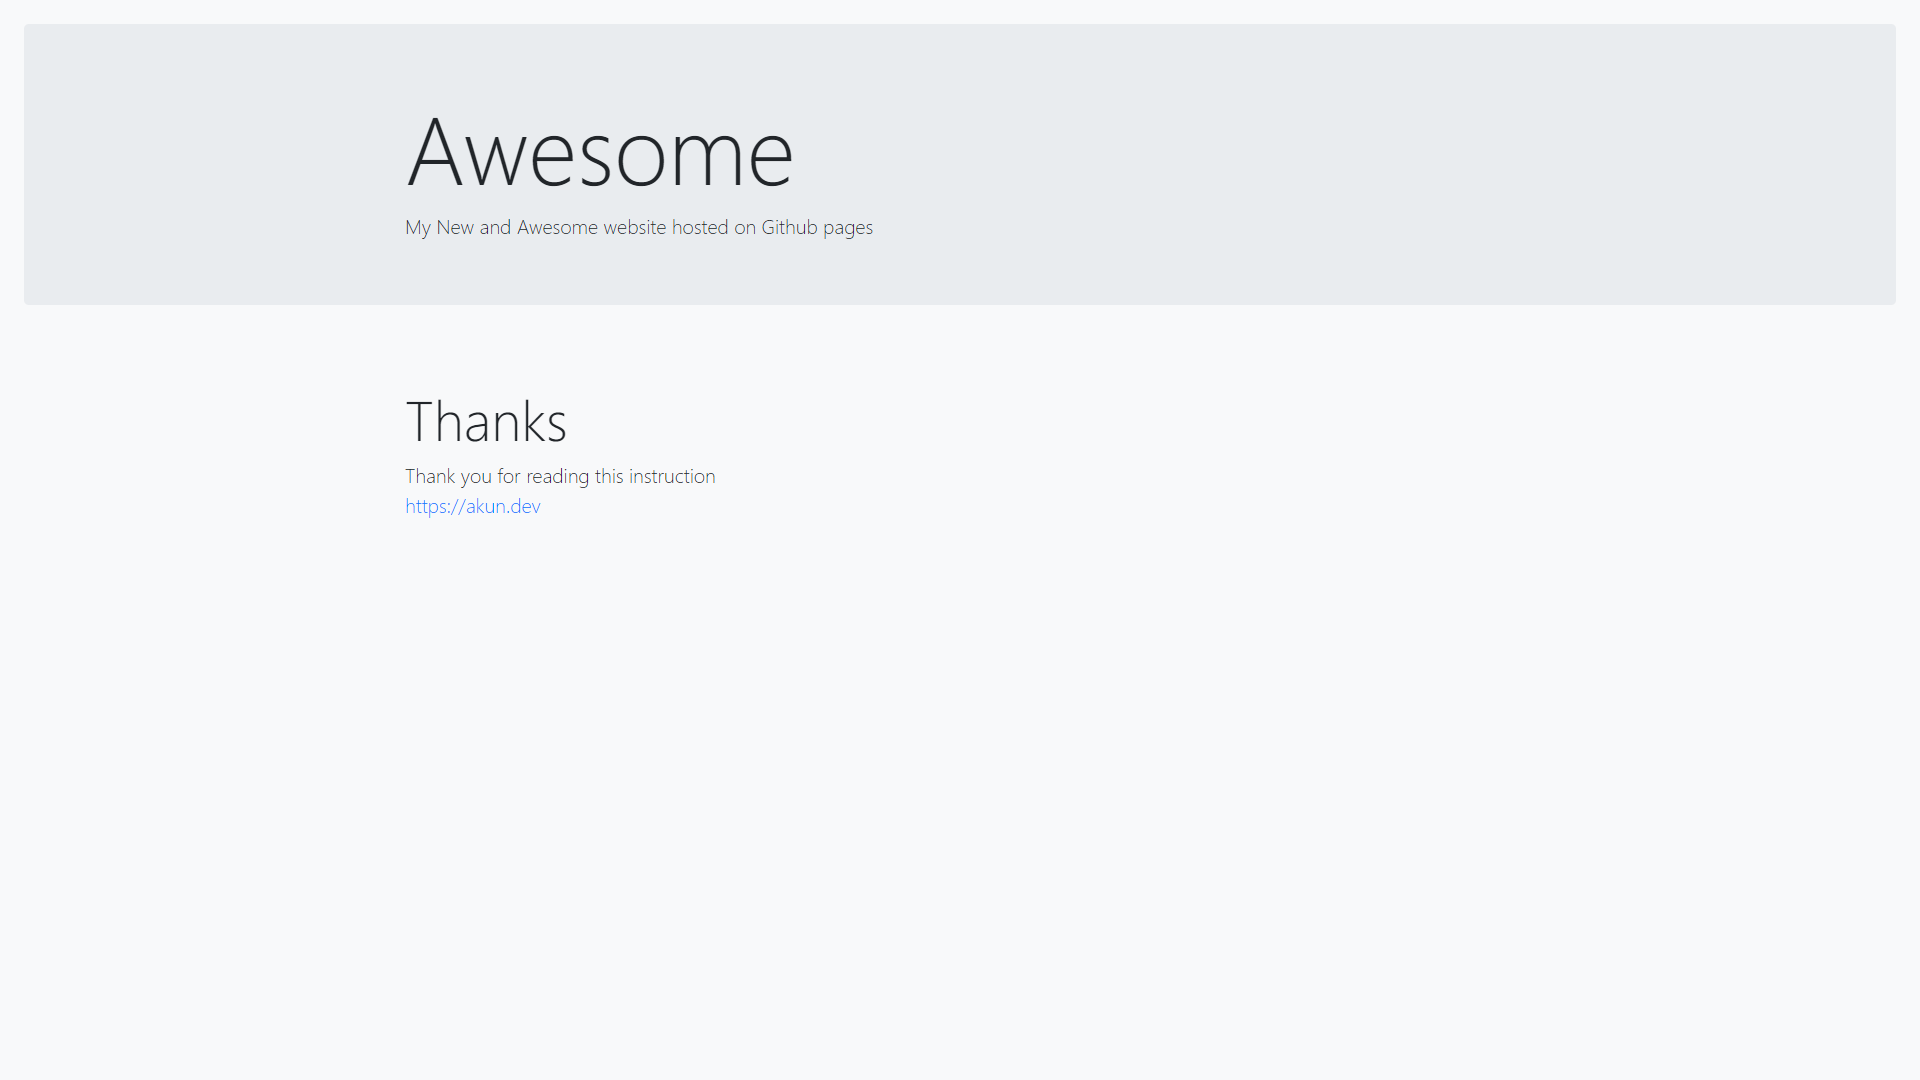 Awesome
My New and Awesome website hosted on Github pages
Thanks
Thank you for reading this instruction
https://akun.dev